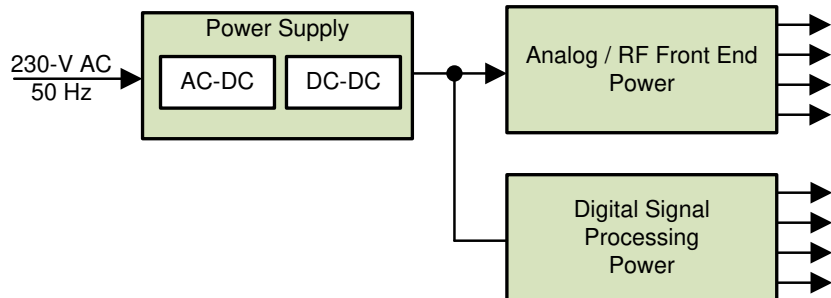 230-V AC
50 Hz
Power Supply
AC-DC
DC-DC
Analog / RF Front End
Power
Digital Signal
Processing
Power